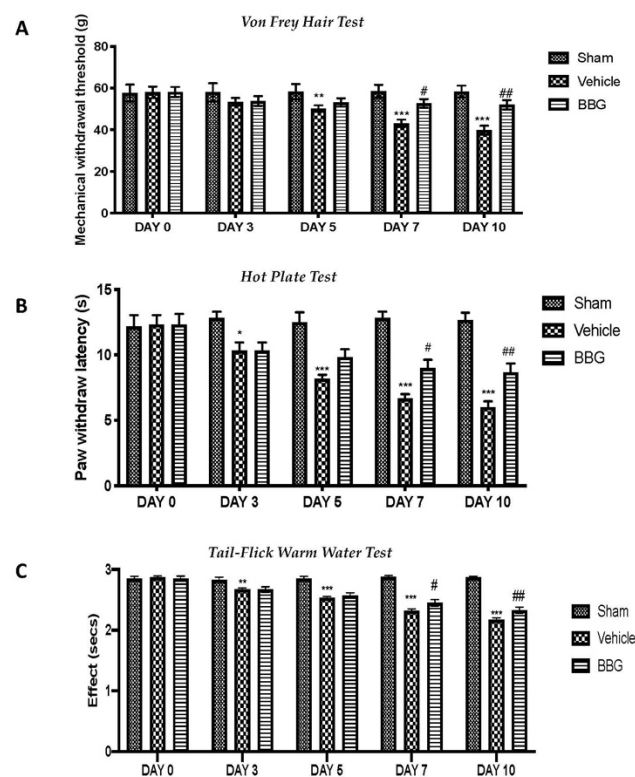 A
Von Frey Hair Test
Mechanical withdrawal threshold (g)
80
60
40
20
0
**
***
#
***
##
DAY 0 DAY 3 DAY 5 DAY 7 DAY 10
Sham
Vehicle
BBG
B
Hot Plate Test
Paw withdraw latency (s)
15
10
5
0
*
***
***
#
***
##
DAY 0 DAY 3 DAY 5 DAY 7 DAY 10
Sham
Vehicle
BBG
C
Tail-Flick Warm Water Test
Effect (secs)
3
2
1
0
**
***
***
#
***
##
DAY 0 DAY 3 DAY 5 DAY 7 DAY 10
Sham
Vehicle
BBG